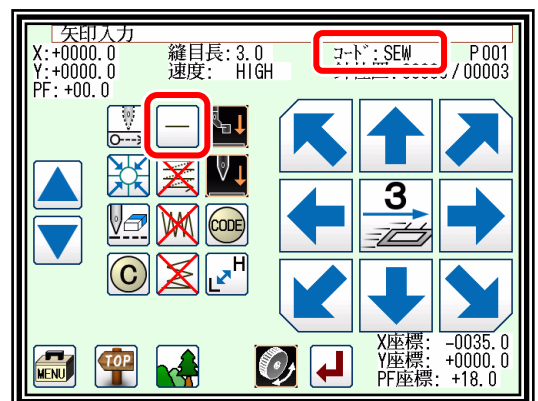 矢印入力
X:+0000.0 縫目長:3.0 コード:SEW P001
Y:+0000.0 速度: HIGH /00003
PF:+00.0
3
CODE
C
L H
X座標: -0035.0
Y座標: +0000.0
PF座標: +18.0
MENU
TOP